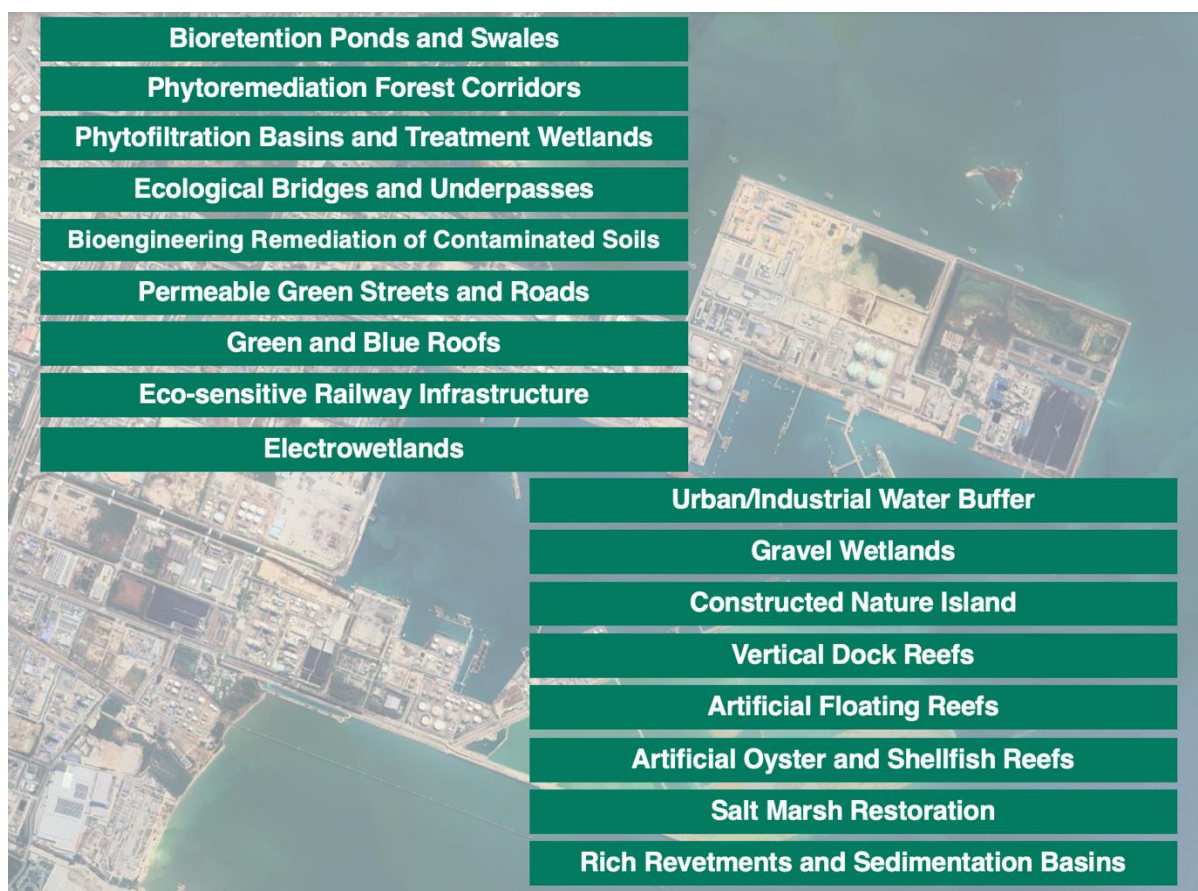 Bioretention Ponds and Swales
Phytoremediation Forest Corridors
Phytofiltration Basins and Treatment Wetlands
Ecological Bridges and Underpasses
Bioengineering Remediation of Contaminated Soils
Permeable Green Streets and Roads
Green and Blue Roofs
Eco-sensitive Railway Infrastructure
Electrowetlands
Urban/Industrial Water Buffer
Gravel Wetlands
Constructed Nature Island
Vertical Dock Reefs
Artificial Floating Reefs
Artificial Oyster and Shellfish Reefs
Salt Marsh Restoration
Rich Revetments and Sedimentation Basins